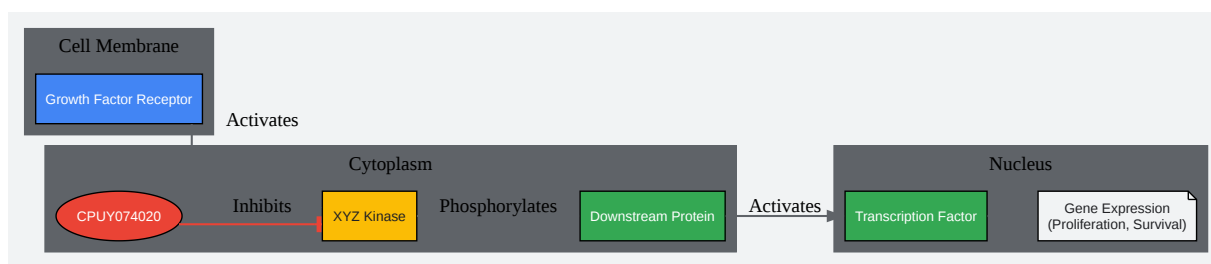 Cell Membrane
Growth Factor Receptor
Activates
Cytoplasm
Nucleus
CPUY074020
Inhibits
XYZ Kinase
Phosphorylates
Downstream Protein
Activates
Transcription Factor
Gene Expression
(Proliferation, Survival)